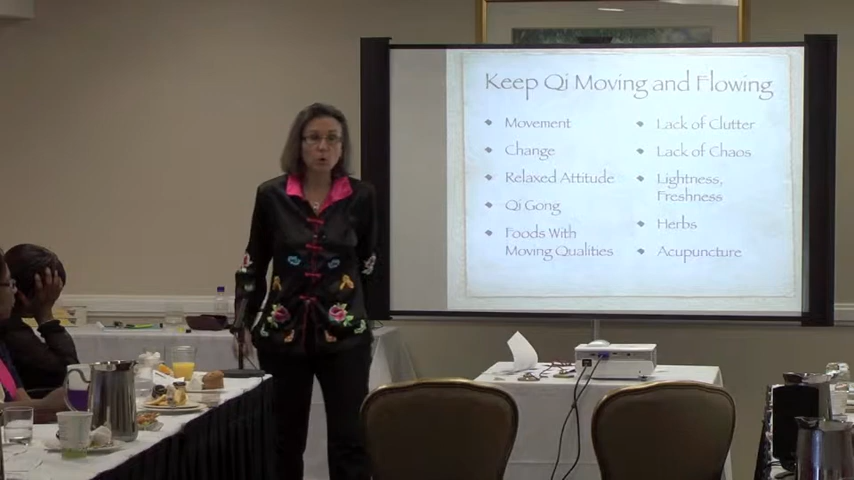 Keep Qi Moving and Flowing
Movement
Change
Relaxed Attitude
Qi Gong
Foods With
Moving Qualities
Lack of Clutter
Lack of Chaos
Lightness,
Freshness
Herbs
Acupuncture